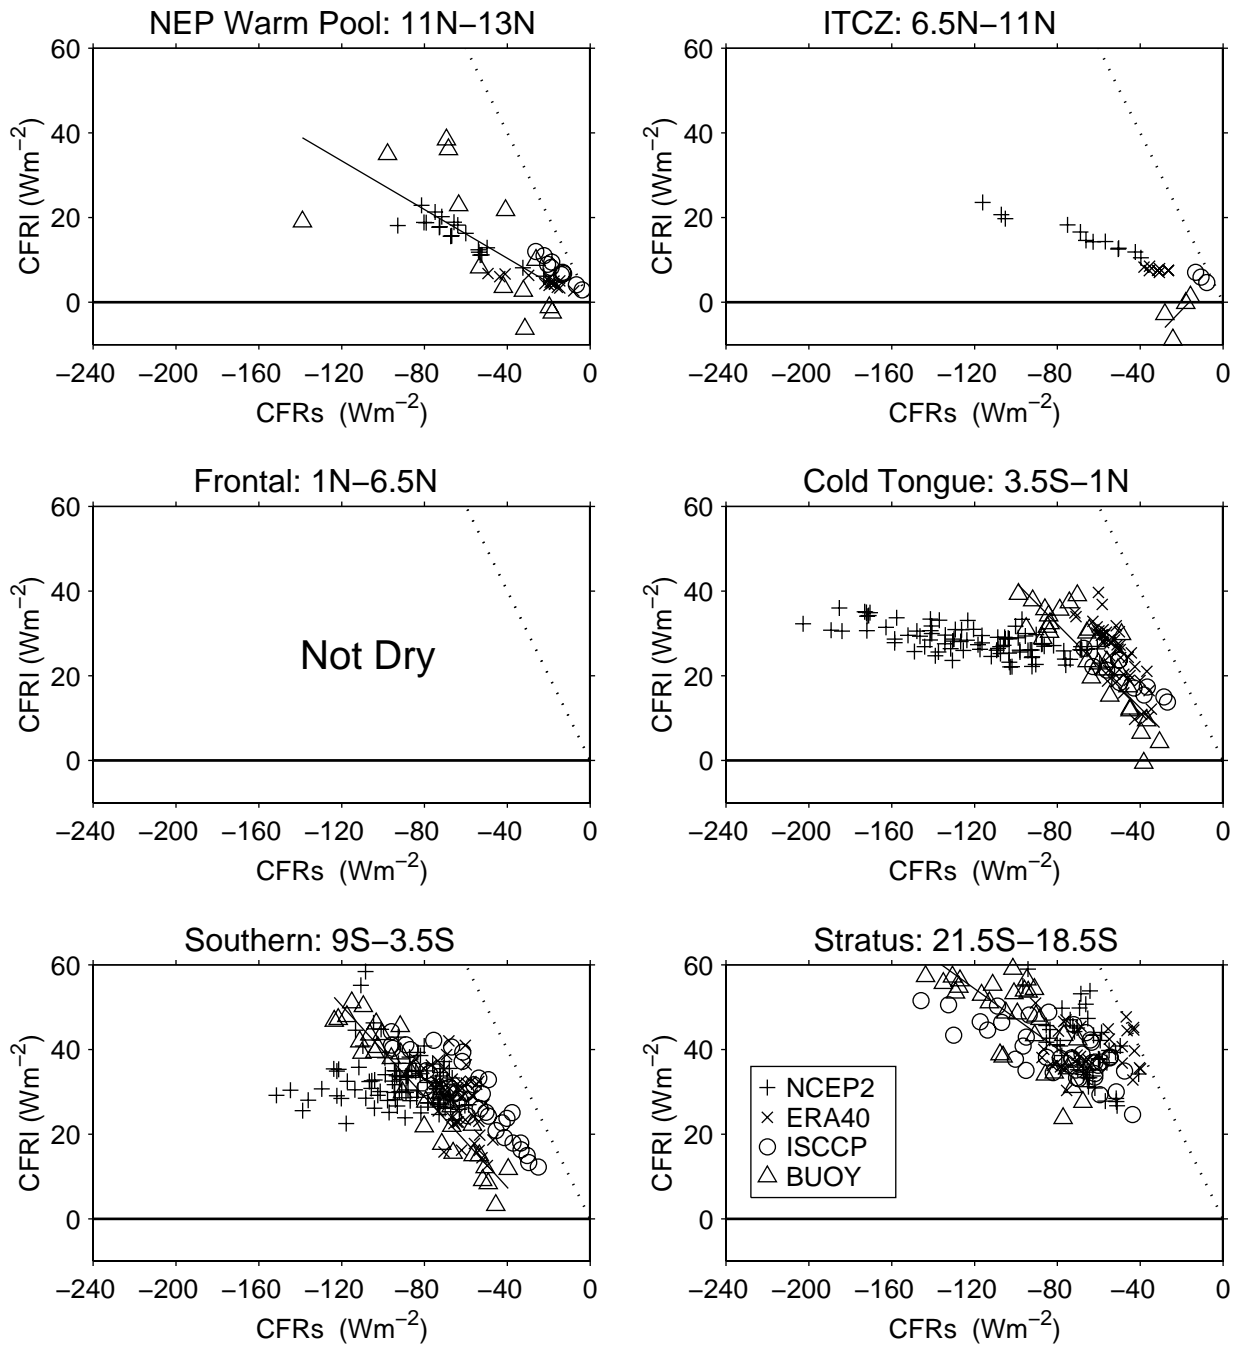 NEP Warm Pool: 11N−13N
60
40
20
0
CFRl (Wm−2)
−240 −200 −160 −120 −80 −40 0
CFRs (Wm−2)
ITCZ: 6.5N−11N
60
40
20
0
CFRl (Wm−2)
−240 −200 −160 −120 −80 −40 0
CFRs (Wm−2)
Frontal: 1N−6.5N
60
40
20
0
CFRl (Wm−2)
Not Dry
−240 −200 −160 −120 −80 −40 0
CFRs (Wm−2)
Cold Tongue: 3.5S−1N
60
40
20
0
CFRl (Wm−2)
−240 −200 −160 −120 −80 −40 0
CFRs (Wm−2)
Southern: 9S−3.5S
60
40
20
0
CFRl (Wm−2)
−240 −200 −160 −120 −80 −40 0
CFRs (Wm−2)
Stratus: 21.5S−18.5S
60
40
20
0
CFRl (Wm−2)
NCEP2
ERA40
ISCCP
BUOY
−240 −200 −160 −120 −80 −40 0
CFRs (Wm−2)